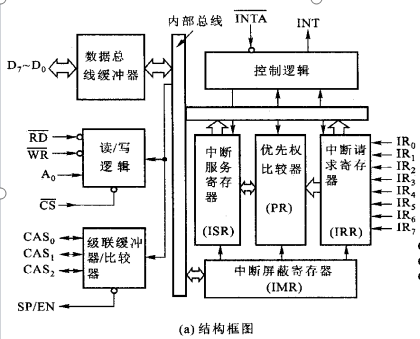 内部总线
INTA
INT
D7~D0
数据总
线缓冲器
控制逻辑
RD
WR
A0
CS
读/写
逻辑
中断
服务
寄存
器
(ISR)
优先权
比较器
(PR)
中断请
求寄存
器
(IRR)
IR0
IR1
IR2
IR3
IR4
IR5
IR6
IR7
CAS0
CAS1
CAS2
级联缓冲
器/比较
器
SP/EN
中断屏蔽寄存器
(IMR)
(a) 结构框图